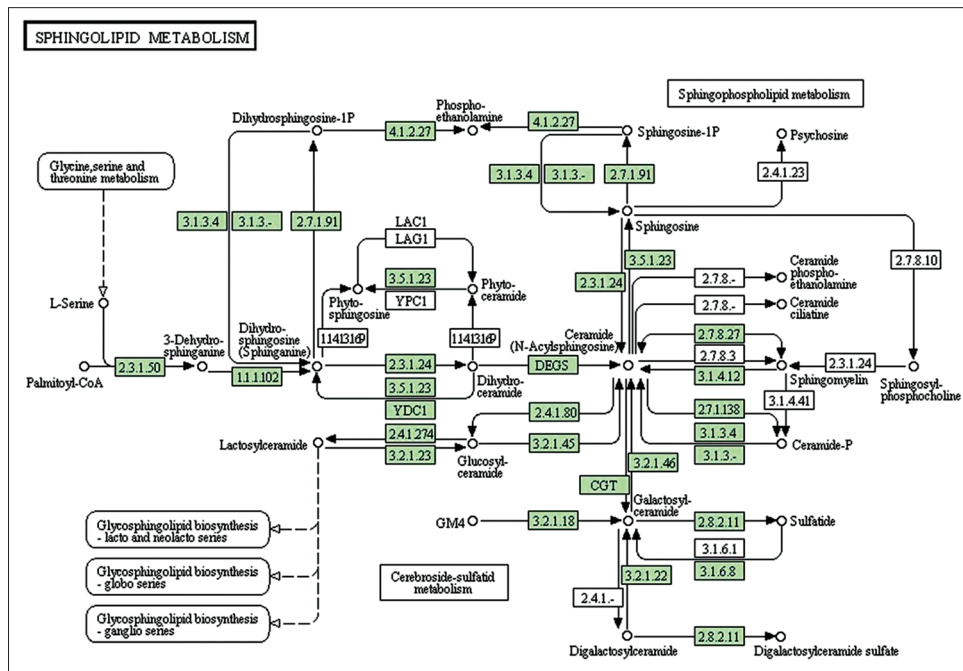 SPHINGOLIPID METABOLISM
Sphingophospholipid metabolism
Phospho-
ethanolamine
Dihydrosphingosine-1P
4.1.2.27
4.1.2.27
Sphingosine-1P
Psychosine
Glycine,serine and
threonine metabolism
3.1.3.4
3.1.3.-
2.7.1.91
2.4.1.23
3.1.3.4
3.1.3.-
2.7.1.91
LAC1
LAG1
Sphingosine
3.5.1.23
YPC1
Phyto-
sphingosine
Phyto-
ceramide
3.5.1.23
2.3.1.24
2.7.8.10
2.7.8.-
Ceramide
phospho-
ethanolamine
2.7.8.-
Ceramide
ciliatine
L-Serine
3-Dehydro-
sphinganine
Dihydro-
sphingosine
(Sphinganine)
Ceramide
(N-Acylsphingosine)
2.7.8.27
2.7.8.3
3.1.4.12
Palmitoyl-CoA
2.3.1.50
1.1.1.102
2.3.1.24
3.5.1.23
YDC1
Dihydro-
ceramide
DEGS
Sphingomyelin
2.3.1.24
Sphingosyl-
phosphocholine
3.1.4.41
2.4.1.80
2.7.1.138
Lactosylceramide
2.4.1.274
3.2.1.23
Glucosyl-
ceramide
3.2.1.45
3.1.3.4
3.1.3.-
Ceramide-P
3.2.1.46
CGT
Galactosyl-
ceramide
GM4
3.2.1.18
2.8.2.11
Sulfatide
3.1.6.1
3.1.6.8
Glycosphingolipid biosynthesis
- lacto and neolacto series
Glycosphingolipid biosynthesis
- globo series
Glycosphingolipid biosynthesis
- ganglio series
Cerebroside-sulfatid
metabolism
3.2.1.22
2.4.1.-
2.8.2.11
Digalactosylceramide
Digalactosylceramide sulfate